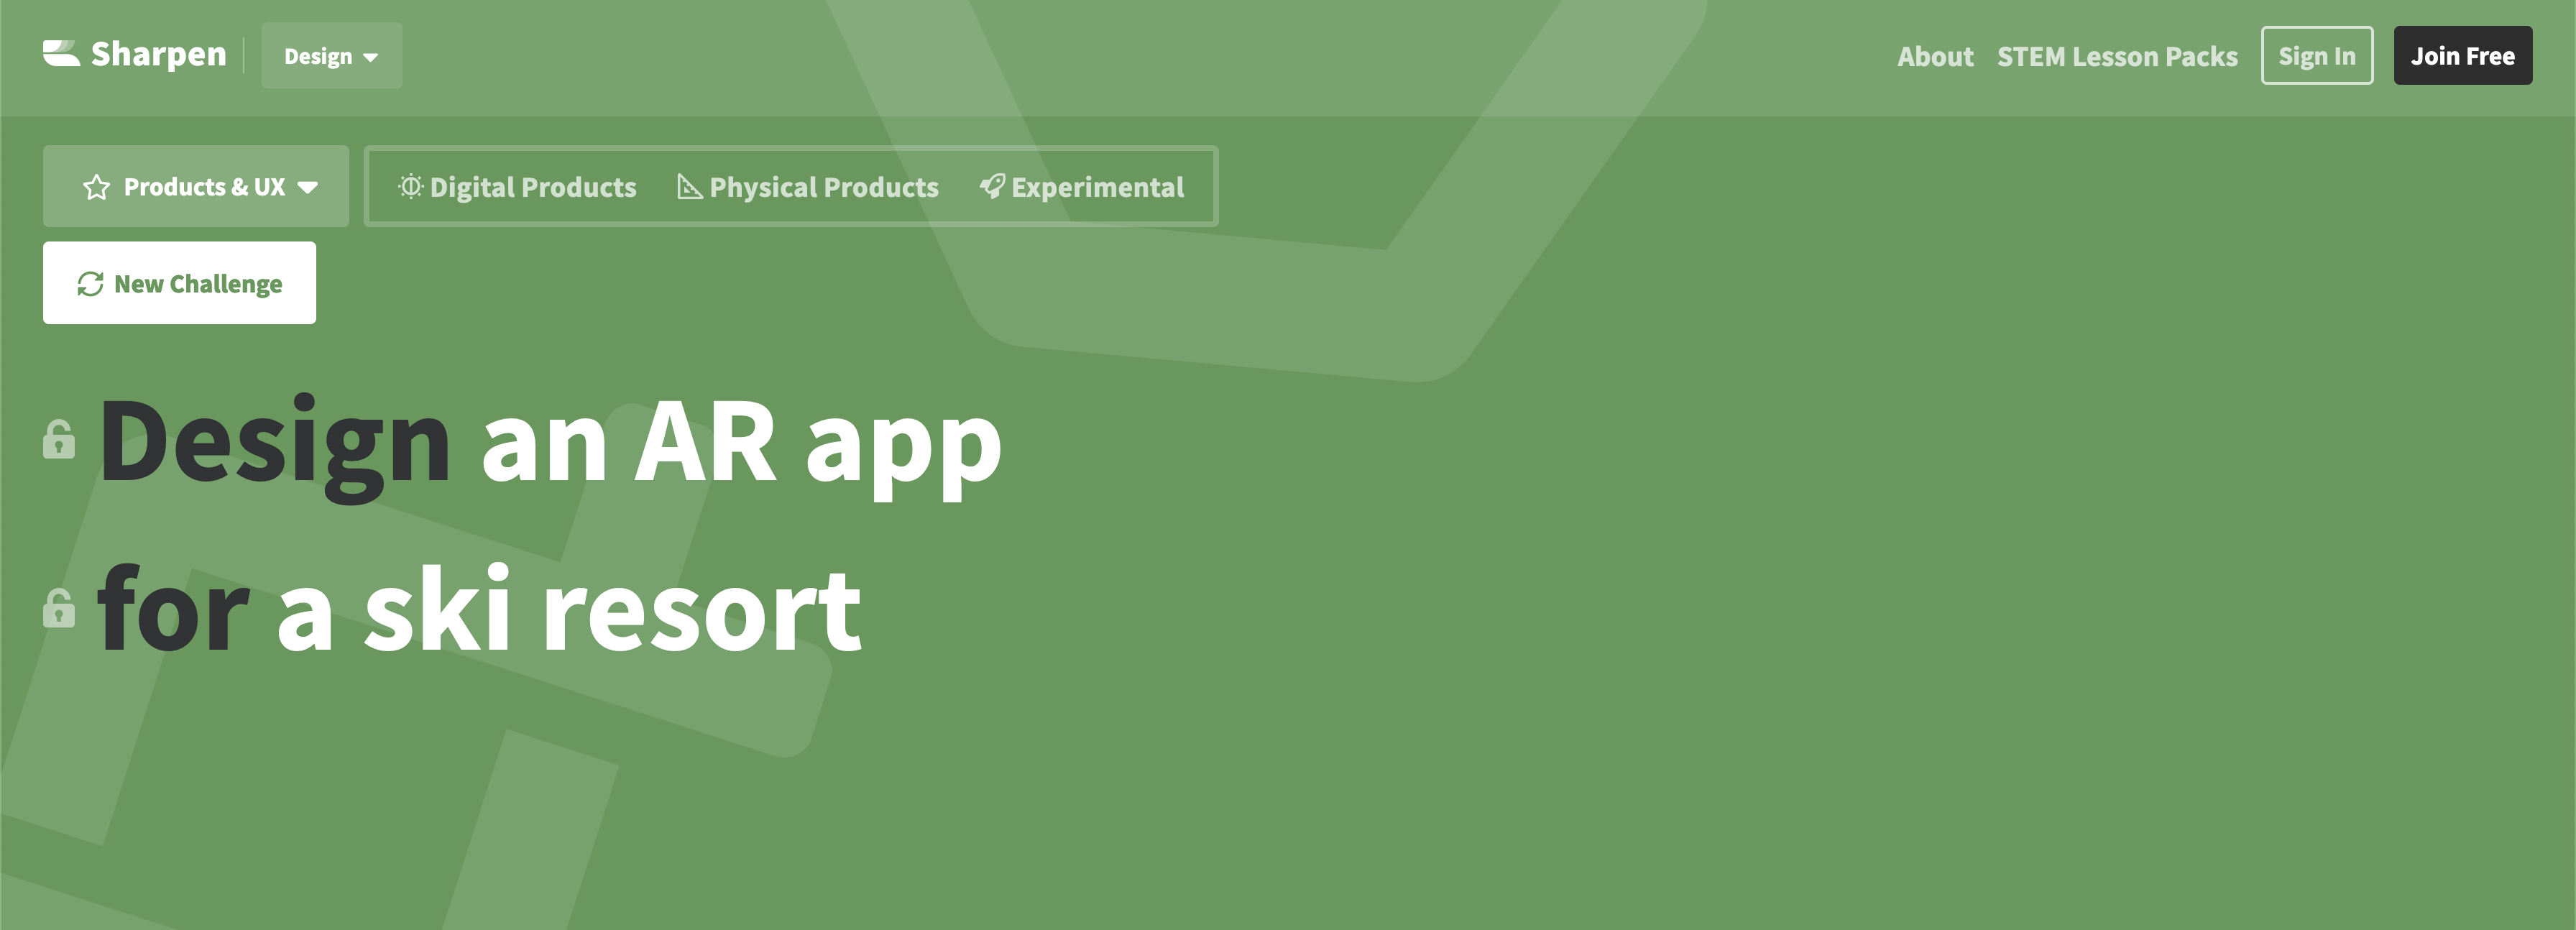 Sharpen
Design
About
STEM Lesson Packs
Sign In
Join Free
Products & UX
Digital Products
Physical Products
Experimental
New Challenge
Design an AR app
for a ski resort